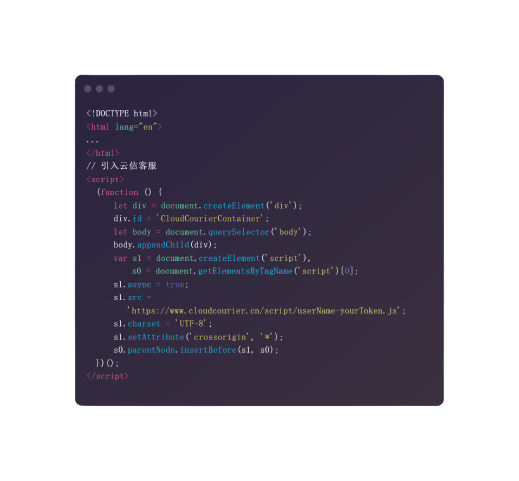 <!DOCTYPE html>
<html lang="en">
...
</html>
// 引入云信客服
<script>
(function () {
let div = document.createElement('div');
div.id = 'CloudCourierContainer';
let body = document.querySelector('body');
body.appendChild(div);
var s1 = document.createElement('script'),
s0 = document.getElementsByTagName('script')[0];
s1.async = true;
s1.src =
'https://www.cloudcourier.cn/script/userName-yourToken.js';
s1.charset = 'UTF-8';
s1.setAttribute('crossorigin', '*');
s0.parentNode.insertBefore(s1, s0);
})();
</script>